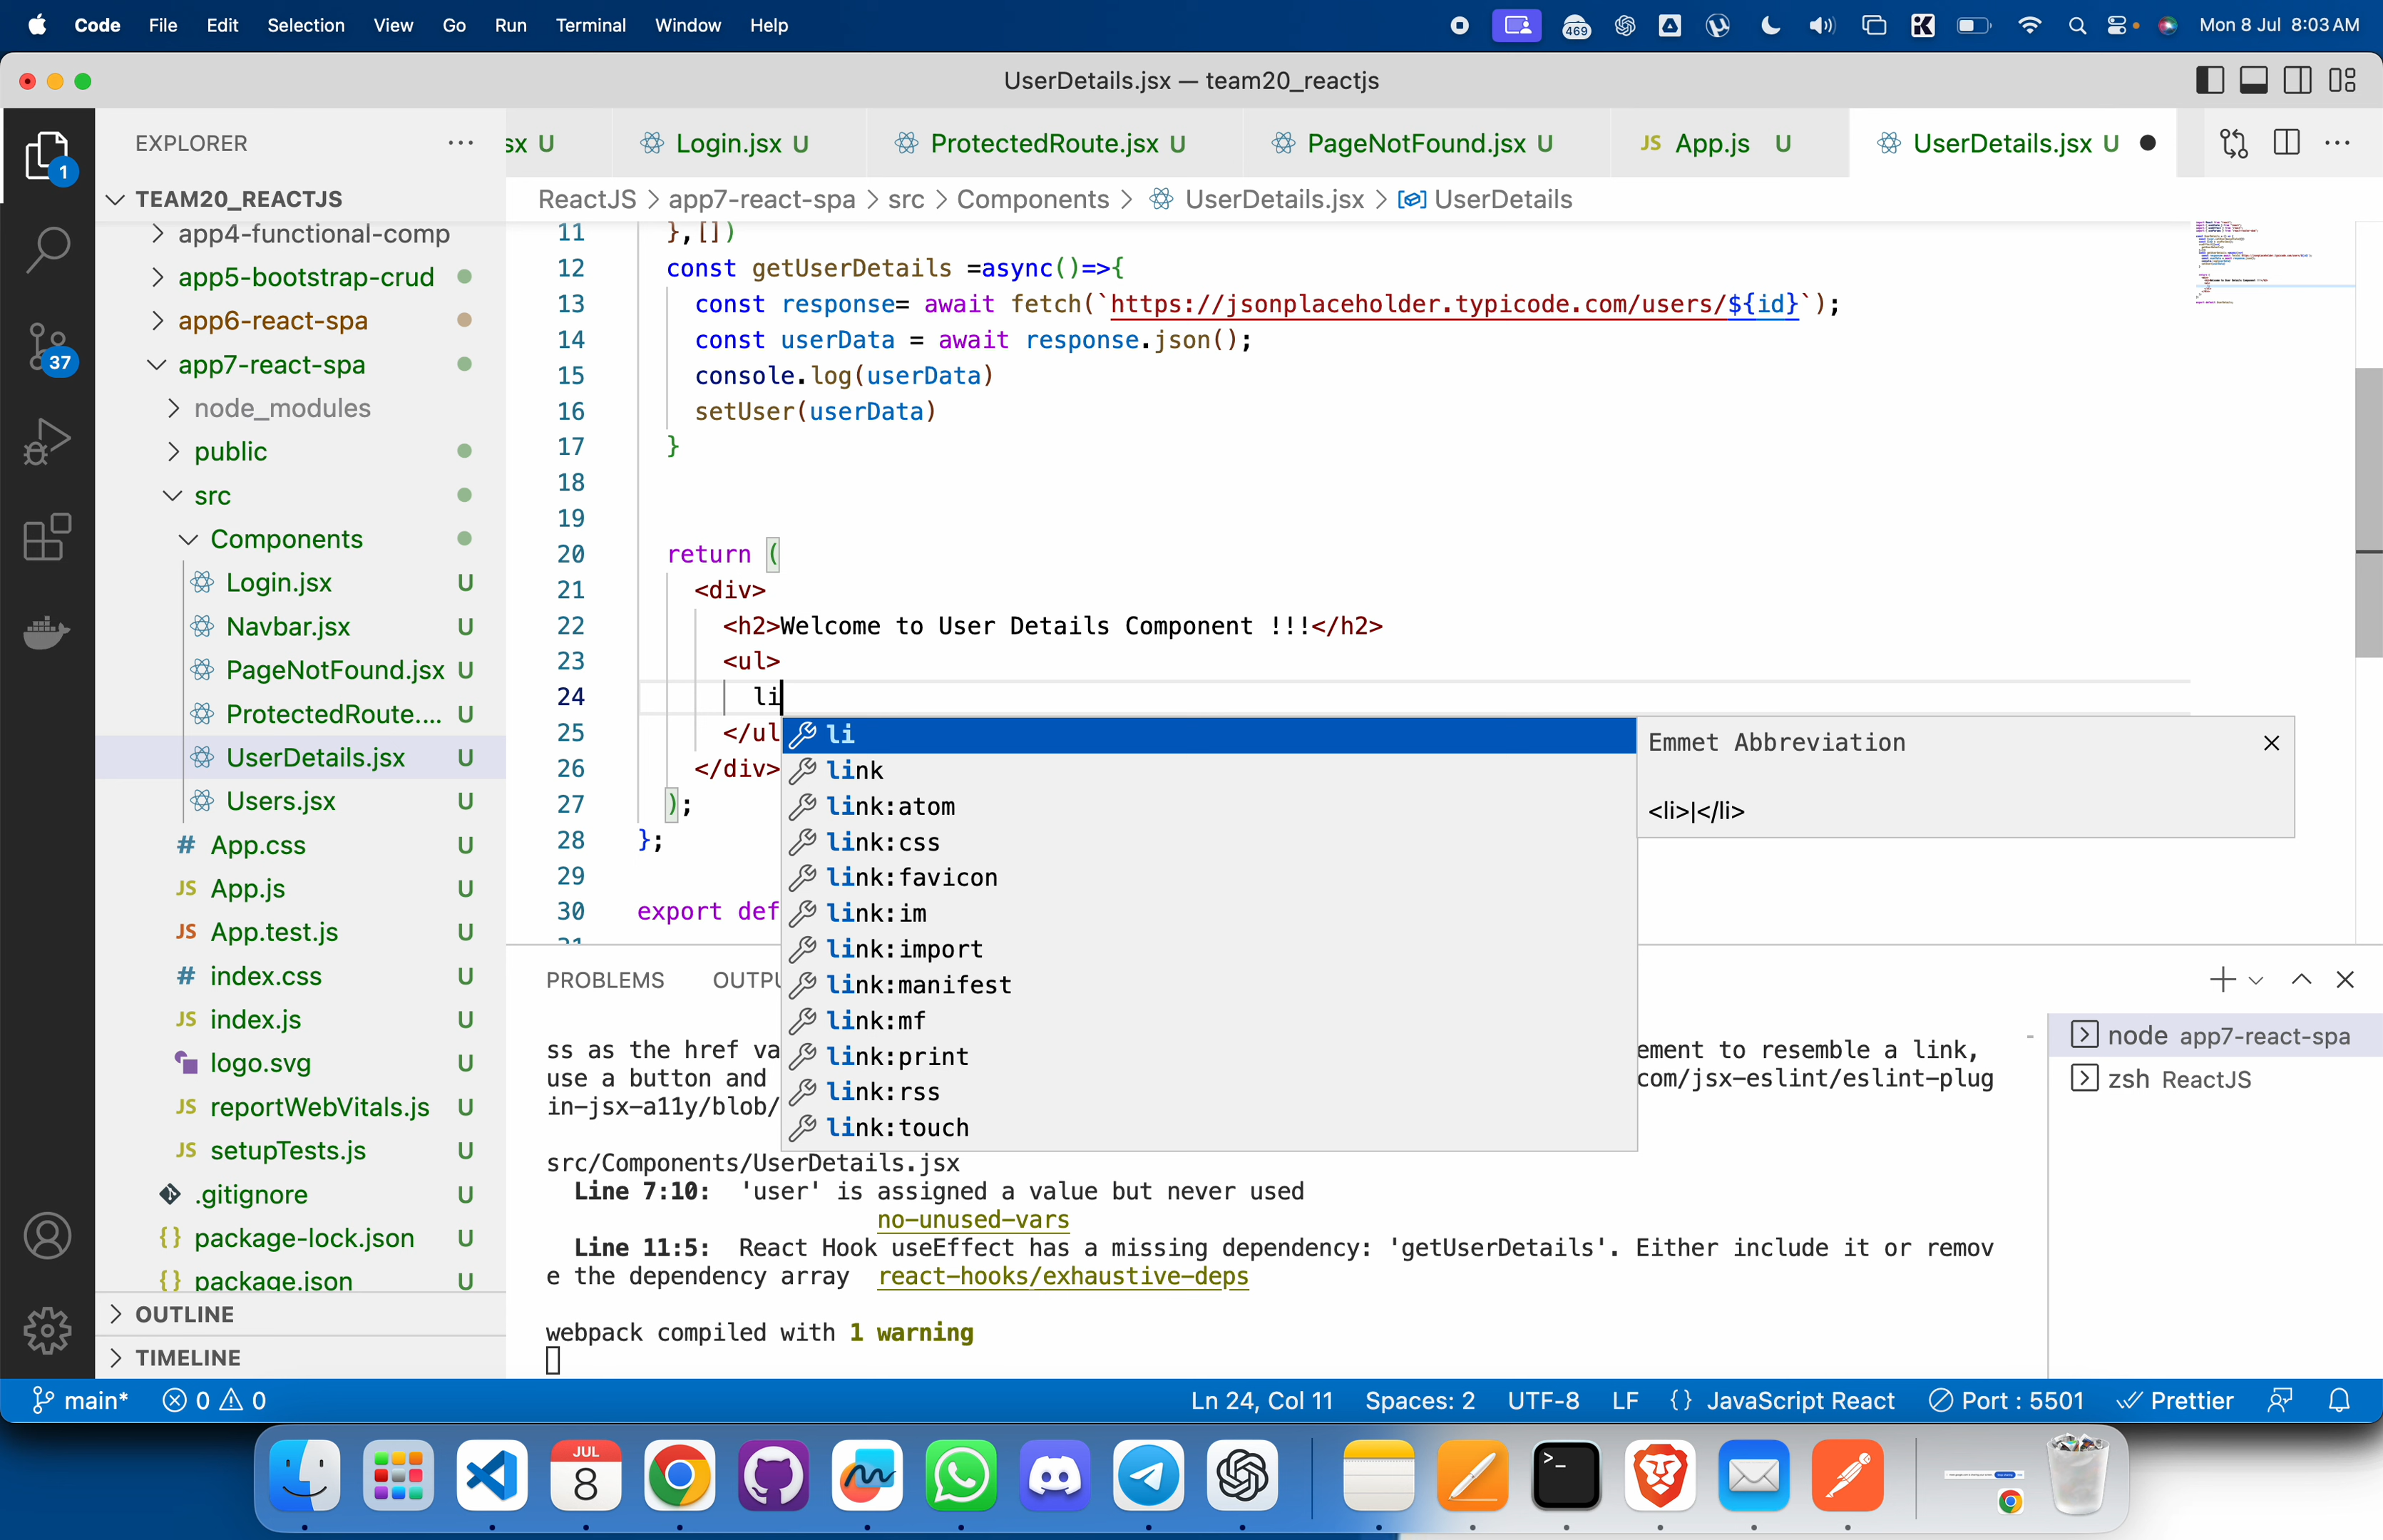 Code File Edit Selection View Go Run Terminal Window Help 469 Mon 8 Jul 8:03 AM
UserDetails.jsx — team20_reactjs
EXPLORER
sx U Login.jsx U ProtectedRoute.jsx U PageNotFound.jsx U JS App.js U UserDetails.jsx U
1
TEAM20_REACTJS
ReactJS > app7-react-spa > src > Components > UserDetails.jsx > UserDetails
app4-functional-comp
app5-bootstrap-crud
app6-react-spa
app7-react-spa
node_modules
public
src
Components
Login.jsx U
Navbar.jsx U
PageNotFound.jsx U
ProtectedRoute.... U
UserDetails.jsx U
Users.jsx U
# App.css U
JS App.js U
JS App.test.js U
# index.css U
JS index.js U
logo.svg U
JS reportWebVitals.js U
JS setupTests.js U
.gitignore U
{} package-lock.json U
{} package.json U
OUTLINE
TIMELINE
37
11 },[])
12 const getUserDetails =async()=>{
13 const response= await fetch(`https://jsonplaceholder.typicode.com/users/${id}`);
14 const userData = await response.json();
15 console.log(userData)
16 setUser(userData)
17 }
18
19
20 return (
21 <div>
22 <h2>Welcome to User Details Component !!!</h2>
23 <ul>
24 li
25 </ul
26 </div>
27 );
28 };
29
30 export def
31
li
link
link:atom
link:css
link:favicon
link:im
link:import
link:manifest
link:mf
link:print
link:rss
link:touch
Emmet Abbreviation
<li>|</li>
PROBLEMS OUTPU
ss as the href va ement to resemble a link,
use a button and com/jsx-eslint/eslint-plug
in-jsx-a11y/blob/
src/Components/UserDetails.jsx
Line 7:10: 'user' is assigned a value but never used
no-unused-vars
Line 11:5: React Hook useEffect has a missing dependency: 'getUserDetails'. Either include it or remov
e the dependency array react-hooks/exhaustive-deps
webpack compiled with 1 warning
node app7-react-spa
zsh ReactJS
main* 0 0 Ln 24, Col 11 Spaces: 2 UTF-8 LF {} JavaScript React Port : 5501 Prettier
JUL
8